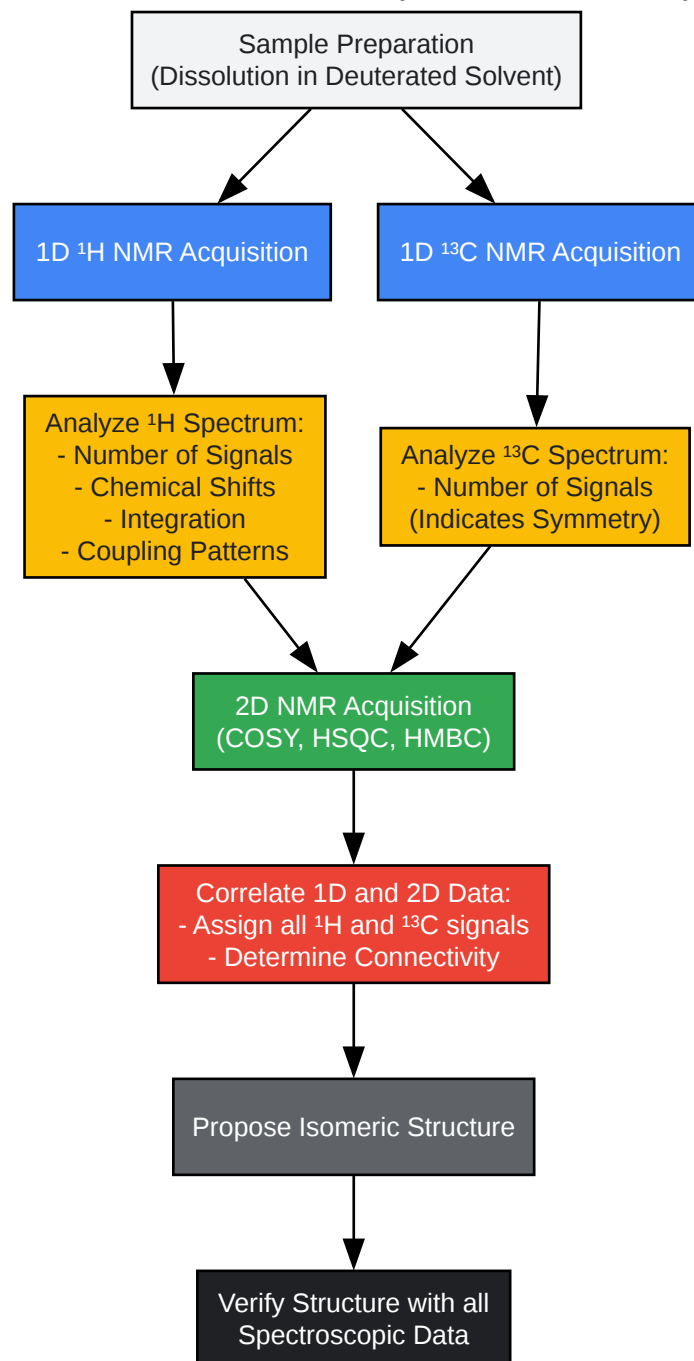 Sample Preparation
(Dissolution in Deuterated Solvent)
1D ¹H NMR Acquisition
1D ¹³C NMR Acquisition
Analyze ¹H Spectrum:
- Number of Signals
- Chemical Shifts
- Integration
- Coupling Patterns
Analyze ¹³C Spectrum:
- Number of Signals
(Indicates Symmetry)
2D NMR Acquisition
(COSY, HSQC, HMBC)
Correlate 1D and 2D Data:
- Assign all ¹H and ¹³C signals
- Determine Connectivity
Propose Isomeric Structure
Verify Structure with all
Spectroscopic Data